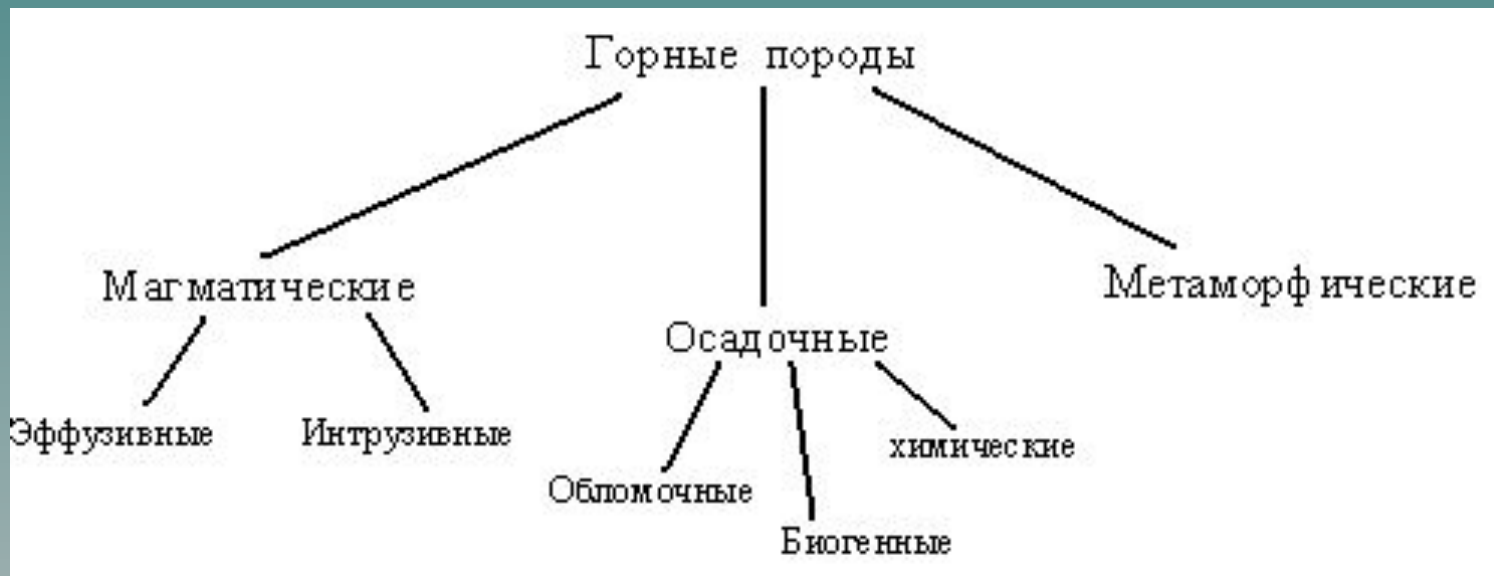 Горные породы
Магматические
Метаморфические
Осадочные
Эффузивные
Интрузивные
химические
Обломочные
Биогенные